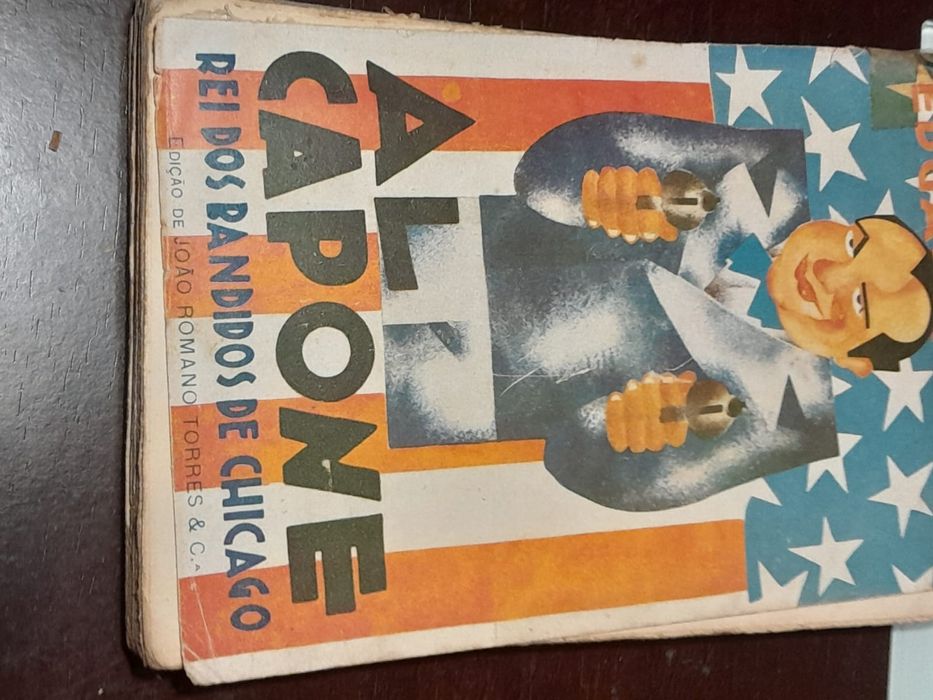 AL
CAPONE
REI DOS BANDIDOS DE CHICAGO
EDIÇÃO DE JOÃO ROMANO TORRES & C.ᴬ